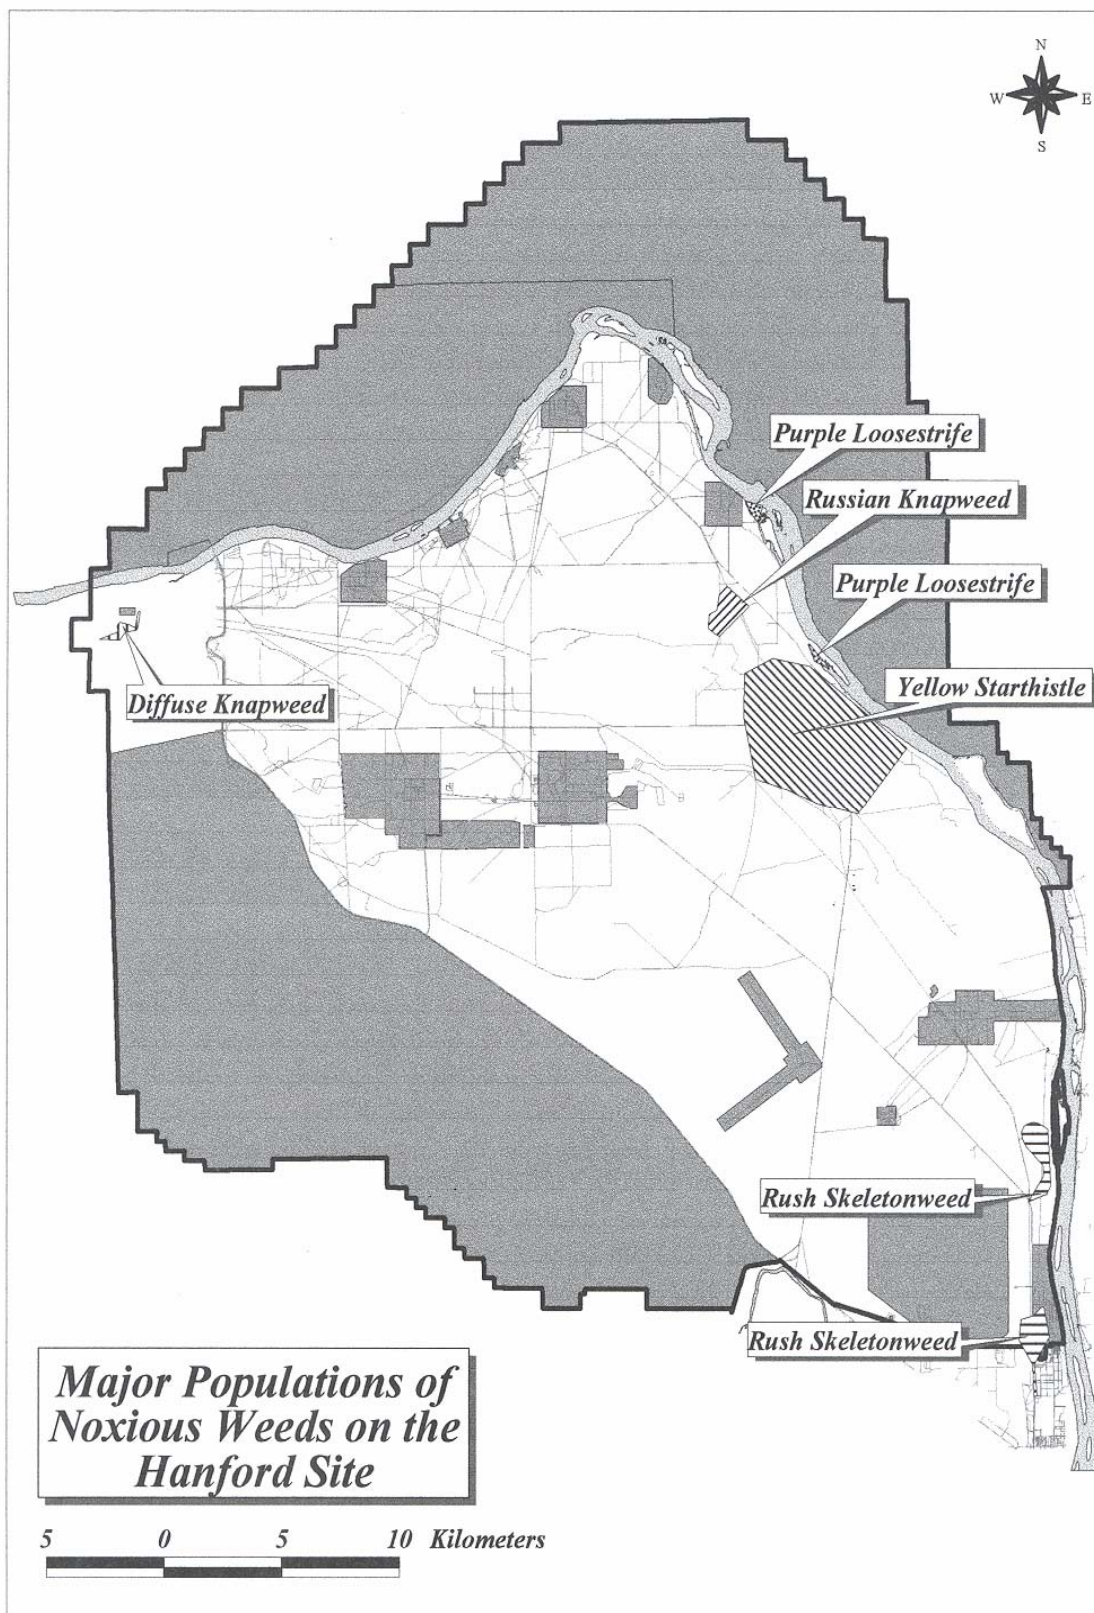 N
W E
S
Purple Loosestrife
Russian Knapweed
Purple Loosestrife
Yellow Starthistle
Diffuse Knapweed
Rush Skeletonweed
Rush Skeletonweed
Major Populations of
Noxious Weeds on the
Hanford Site
5 0 5 10 Kilometers